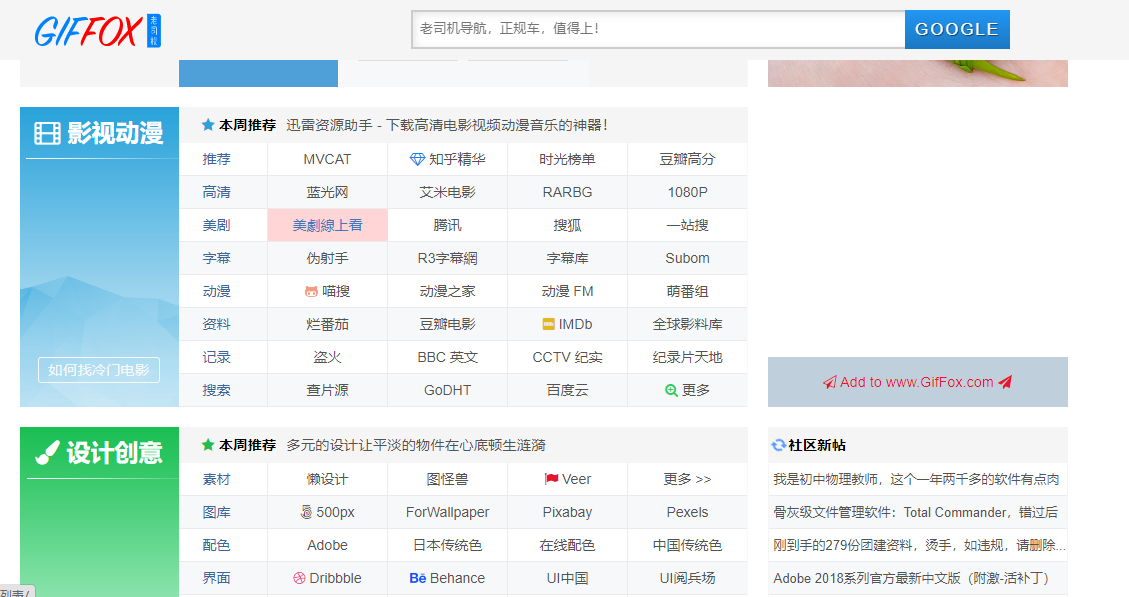 GIFFOX 老司机
老司机导航，正规车，值得上！ GOOGLE
影视动漫
★ 本周推荐 迅雷资源助手 - 下载高清电影视频动漫音乐的神器！
推荐 MVCAT 知乎精华 时光榜单 豆瓣高分
高清 蓝光网 艾米电影 RARBG 1080P
美剧 美劇線上看 腾讯 搜狐 一站搜
字幕 伪射手 R3字幕網 字幕库 Subom
动漫 喵搜 动漫之家 动漫 FM 萌番组
资料 烂番茄 豆瓣电影 IMDb 全球影料库
记录 盗火 BBC 英文 CCTV 纪实 纪录片天地
搜索 查片源 GoDHT 百度云 更多
如何找冷门电影
Add to www.GifFox.com
设计创意
★ 本周推荐 多元的设计让平淡的物件在心底顿生涟漪
素材 懒设计 图怪兽 Veer 更多 >>
图库 500px ForWallpaper Pixabay Pexels
配色 Adobe 日本传统色 在线配色 中国传统色
界面 Dribbble Bē Behance UI中国 UI阅兵场
社区新帖
我是初中物理教师，这个一年两千多的软件有点肉
骨灰级文件管理软件：Total Commander，错过后
刚到手的279份团建资料，烫手，如违规，请删除...
Adobe 2018系列官方最新中文版（附激-活补丁）
列表/